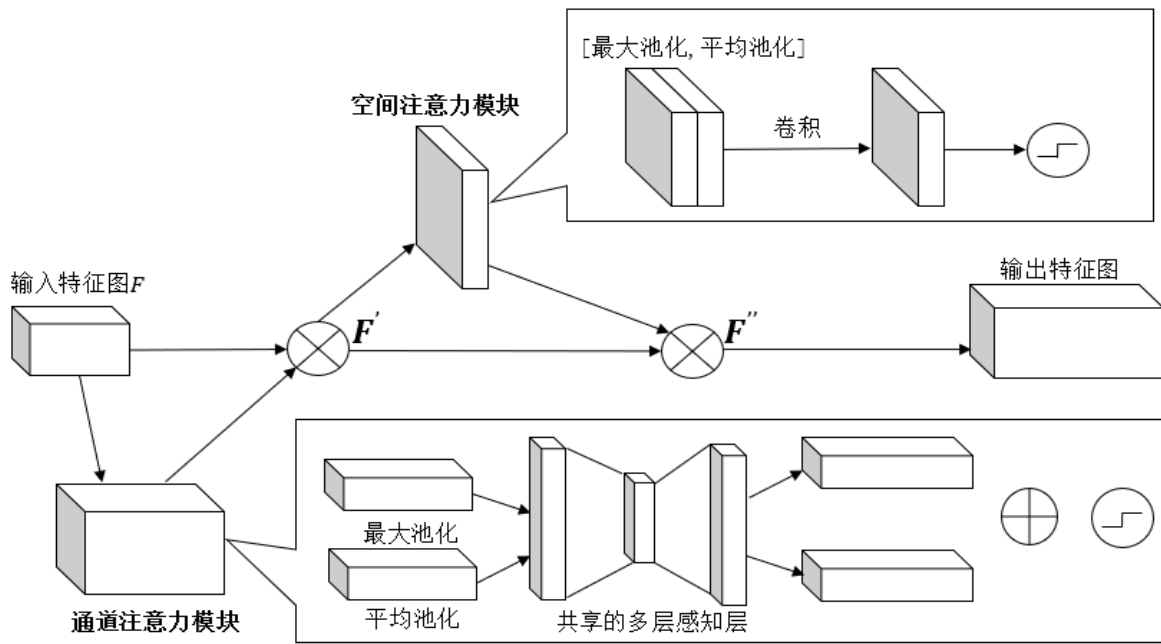 [最大池化, 平均池化]
空间注意力模块
卷积
输入特征图F
输出特征图
F'
F''
最大池化
平均池化
共享的多层感知层
通道注意力模块